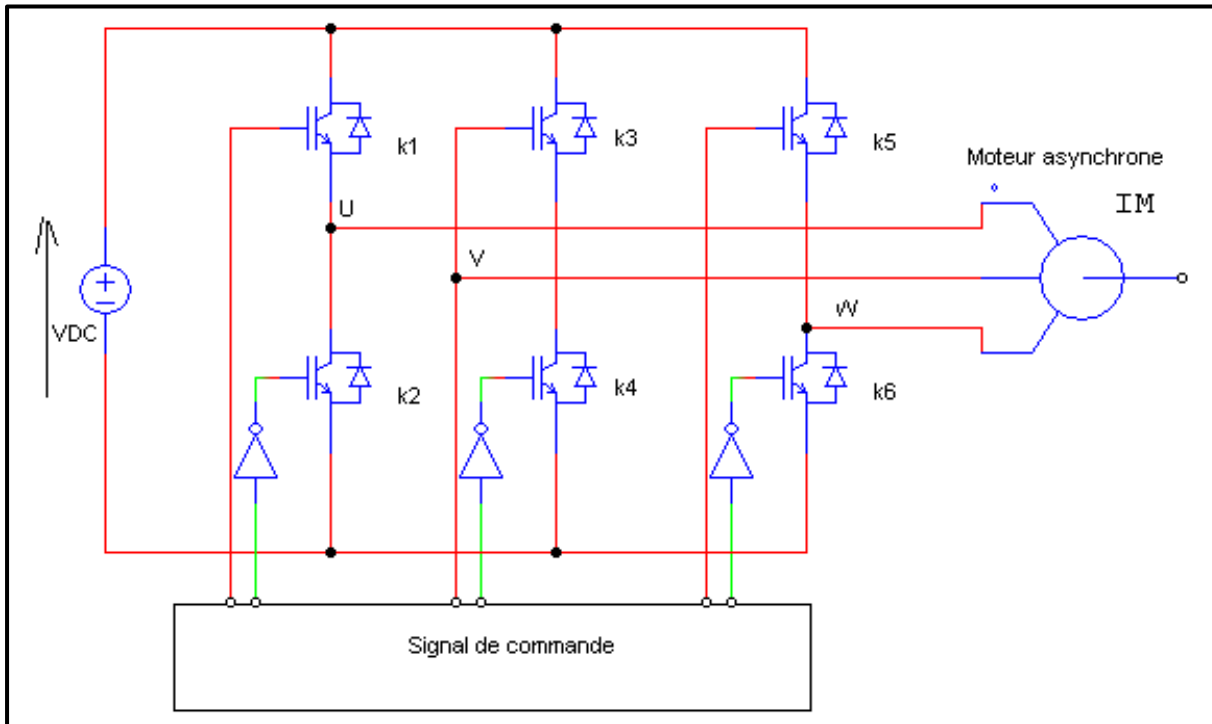 k1
k3
k5
Moteur asynchrone
IM
U
V
W
VDC
k2
k4
k6
Signal de commande